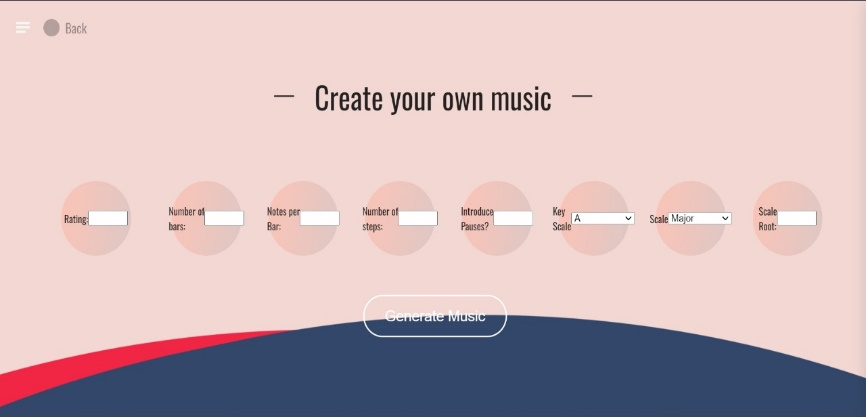 Back
Create your own music
Rating:
Number of
bars:
Notes per
Bar:
Number of
steps:
Introduce
Pauses?
Key
Scale
A
Scale
Major
Scale
Root:
Generate Music